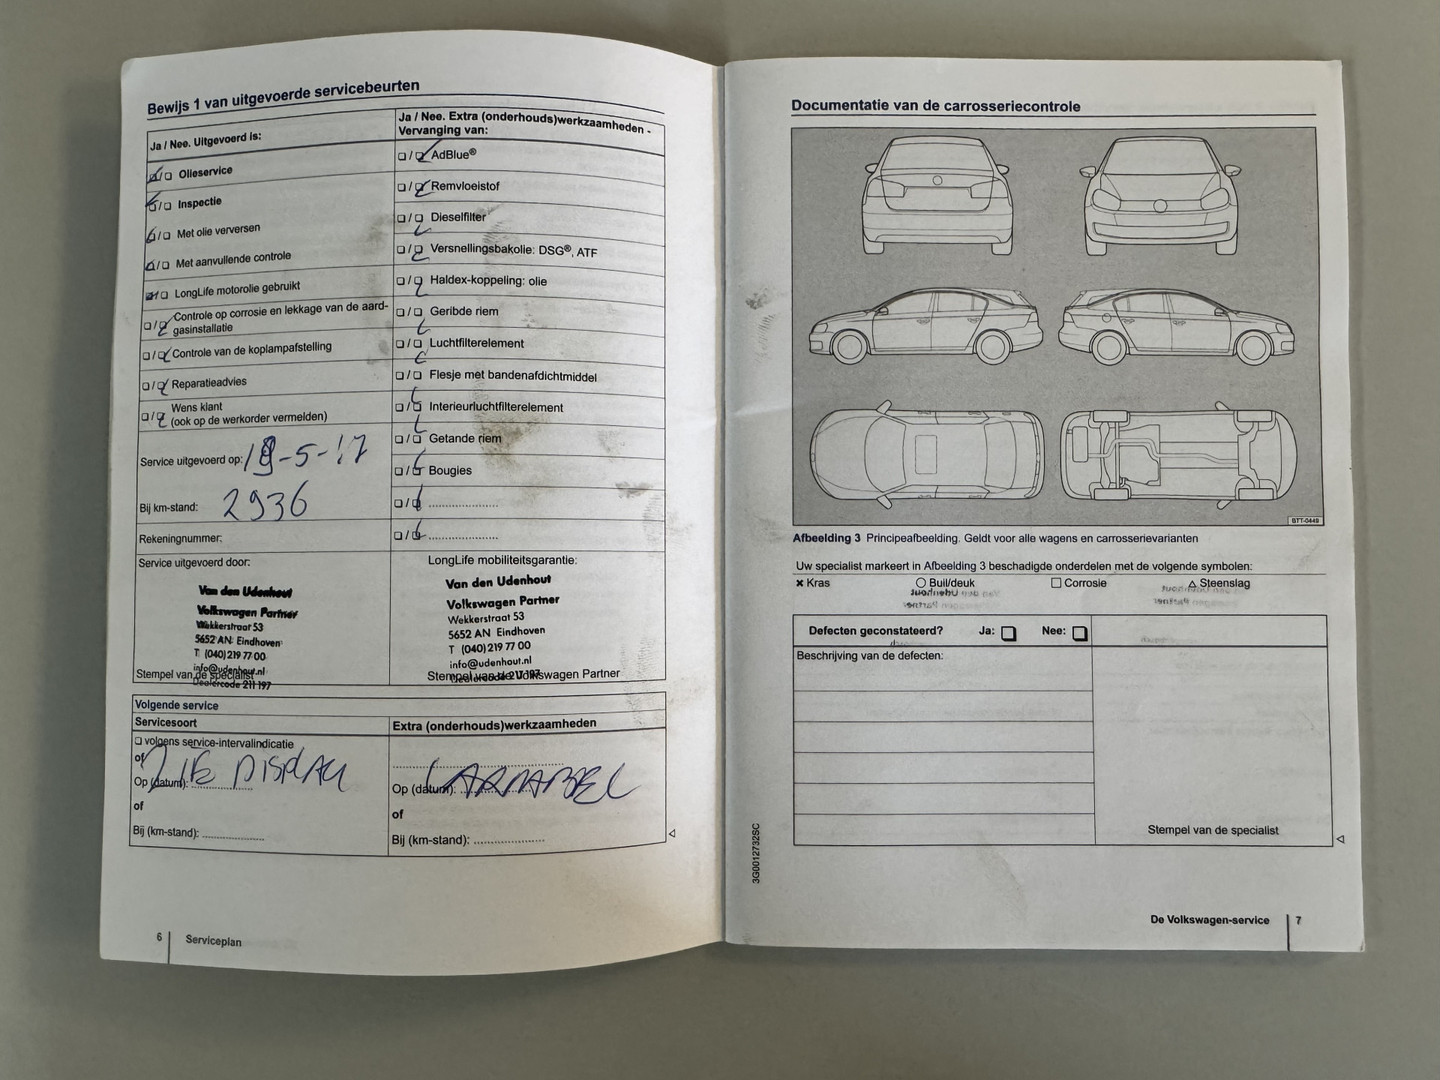 Bewijs 1 van uitgevoerde servicebeurten
Ja / Nee. Uitgevoerd is:
Olieservice
Inspectie
Met olie verversen
Met aanvullende controle
LongLife motorolie gebruikt
Controle op corrosie en lekkage van de aard-
gasinstallatie
Controle van de koplampafstelling
Reparatieadvies
Wens klant
(ook op de werkorder vermelden)
Service uitgevoerd op: 18-5-'17
Bij km-stand: 2936
Rekeningnummer:
Service uitgevoerd door:
Van den Udenhout
Volkswagen Partner
Wekkerstraat 53
5652 AN Eindhoven
T (040) 219 77 00
info@udenhout.nl
Stempel van de specialist
Dealercode 211 197
Ja / Nee. Extra (onderhouds)werkzaamheden -
Vervanging van:
AdBlue®
Remvloeistof
Dieselfilter
Versnellingsbakolie: DSG®, ATF
Haldex-koppeling: olie
Geribde riem
Luchtfilterelement
Flesje met bandenafdichtmiddel
Interieurluchtfilterelement
Getande riem
Bougies
LongLife mobiliteitsgarantie:
Van den Udenhout
Volkswagen Partner
Wekkerstraat 53
5652 AN Eindhoven
T (040) 219 77 00
info@udenhout.nl
Stempel van de Volkswagen Partner
Volgende service
Servicesoort
volgens service-intervalindicatie
of
ZIE DISPLAY
Op (datum):
of
Bij (km-stand):
Extra (onderhouds)werkzaamheden
Op (datum):
of
Bij (km-stand):
6 Serviceplan
Documentatie van de carrosseriecontrole
BTT-0449
Afbeelding 3 Principeafbeelding. Geldt voor alle wagens en carrosserievarianten
Uw specialist markeert in Afbeelding 3 beschadigde onderdelen met de volgende symbolen:
Kras Buil/deuk Corrosie Steenslag
Defecten geconstateerd? Ja: Nee:
Beschrijving van de defecten:
Stempel van de specialist
3G0012732SC
De Volkswagen-service 7